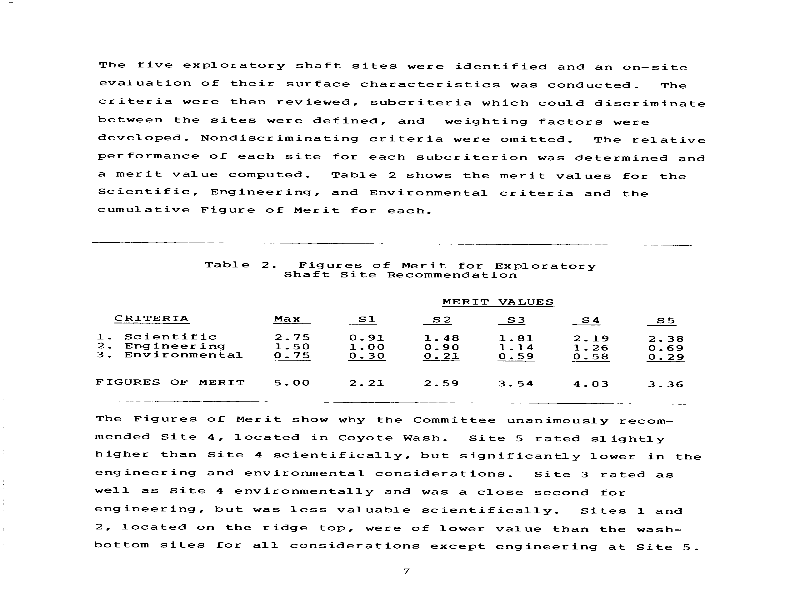 The five exploratory shaft sites were identified and an on-site
evaluation of their surface characteristics was conducted. The
criteria were then reviewed, subcriteria which could discriminate
between the sites were defined, and weighting factors were
developed. Nondiscriminating criteria were omitted. The relative
performance of each site for each subcriterion was determined and
a merit value computed. Table 2 shows the merit values for the
Scientific, Engineering, and Environmental criteria and the
cumulative Figure of Merit for each.
Table 2. Figures of Merit for Exploratory
Shaft Site Recommendation
MERIT VALUES
CRITERIA Max S1 S2 S3 S4 S5
1. Scientific 2.75 0.91 1.48 1.81 2.19 2.38
2. Engineering 1.50 1.00 0.90 1.14 1.26 0.69
3. Environmental 0.75 0.30 0.21 0.59 0.58 0.29
FIGURES OF MERIT 5.00 2.21 2.59 3.54 4.03 3.36
The Figures of Merit show why the Committee unanimously recom-
mended Site 4, located in Coyote Wash. Site 5 rated slightly
higher than Site 4 scientifically, but significantly lower in the
engineering and environmental considerations. Site 3 rated as
well as Site 4 environmentally and was a close second for
engineering, but was less valuable scientifically. Sites 1 and
2, located on the ridge top, were of lower value than the wash-
bottom sites for all considerations except engineering at Site 5.
7